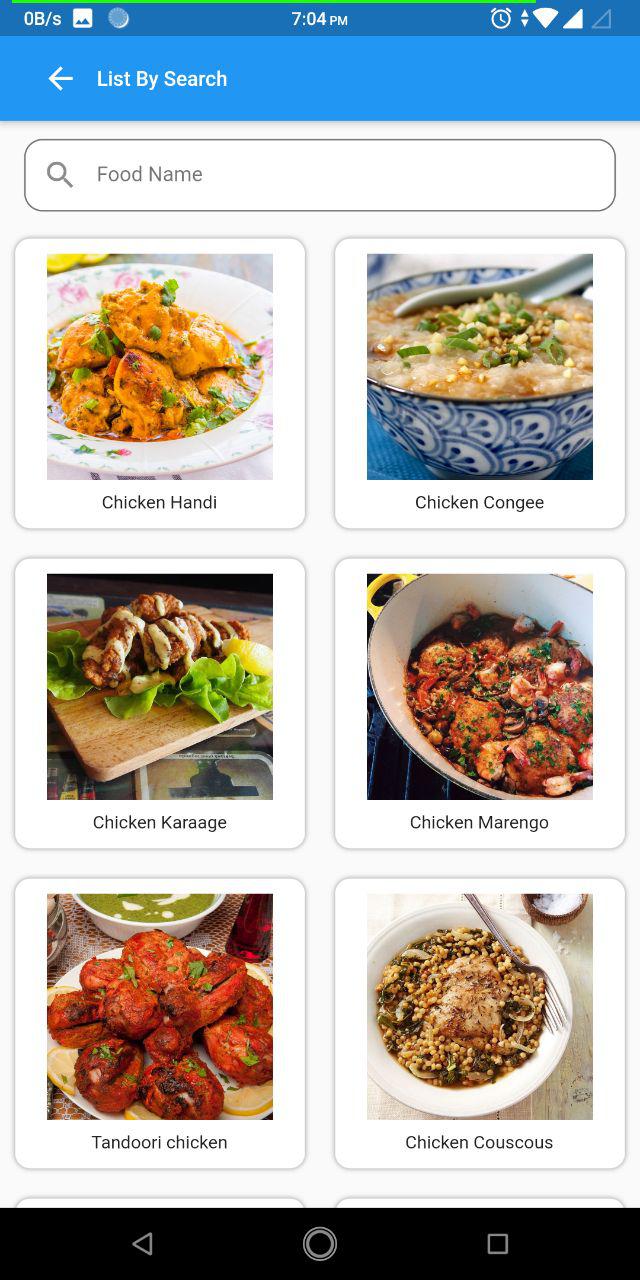 0B/s 7:04 PM
List By Search
Food Name
Chicken Handi
Chicken Congee
Chicken Karaage
Chicken Marengo
Tandoori chicken
Chicken Couscous